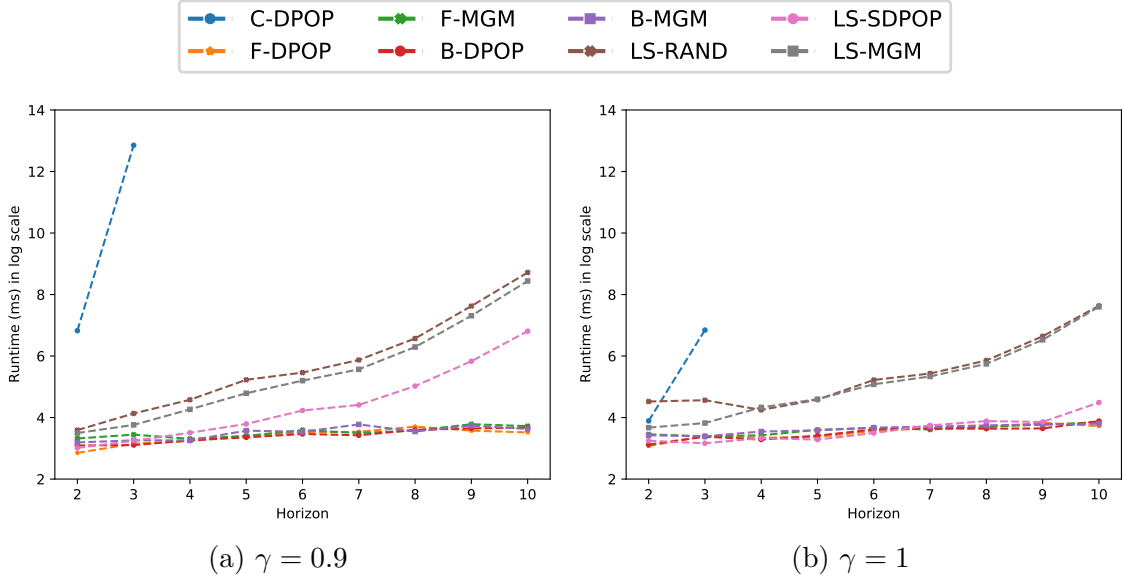 C-DPOP F-MGM B-MGM LS-SDPOP
F-DPOP B-DPOP LS-RAND LS-MGM
14
12
10
8
6
4
2
Runtime (ms) in log scale
2 3 4 5 6 7 8 9 10
Horizon
(a) γ = 0.9
14
12
10
8
6
4
2
Runtime (ms) in log scale
2 3 4 5 6 7 8 9 10
Horizon
(b) γ = 1